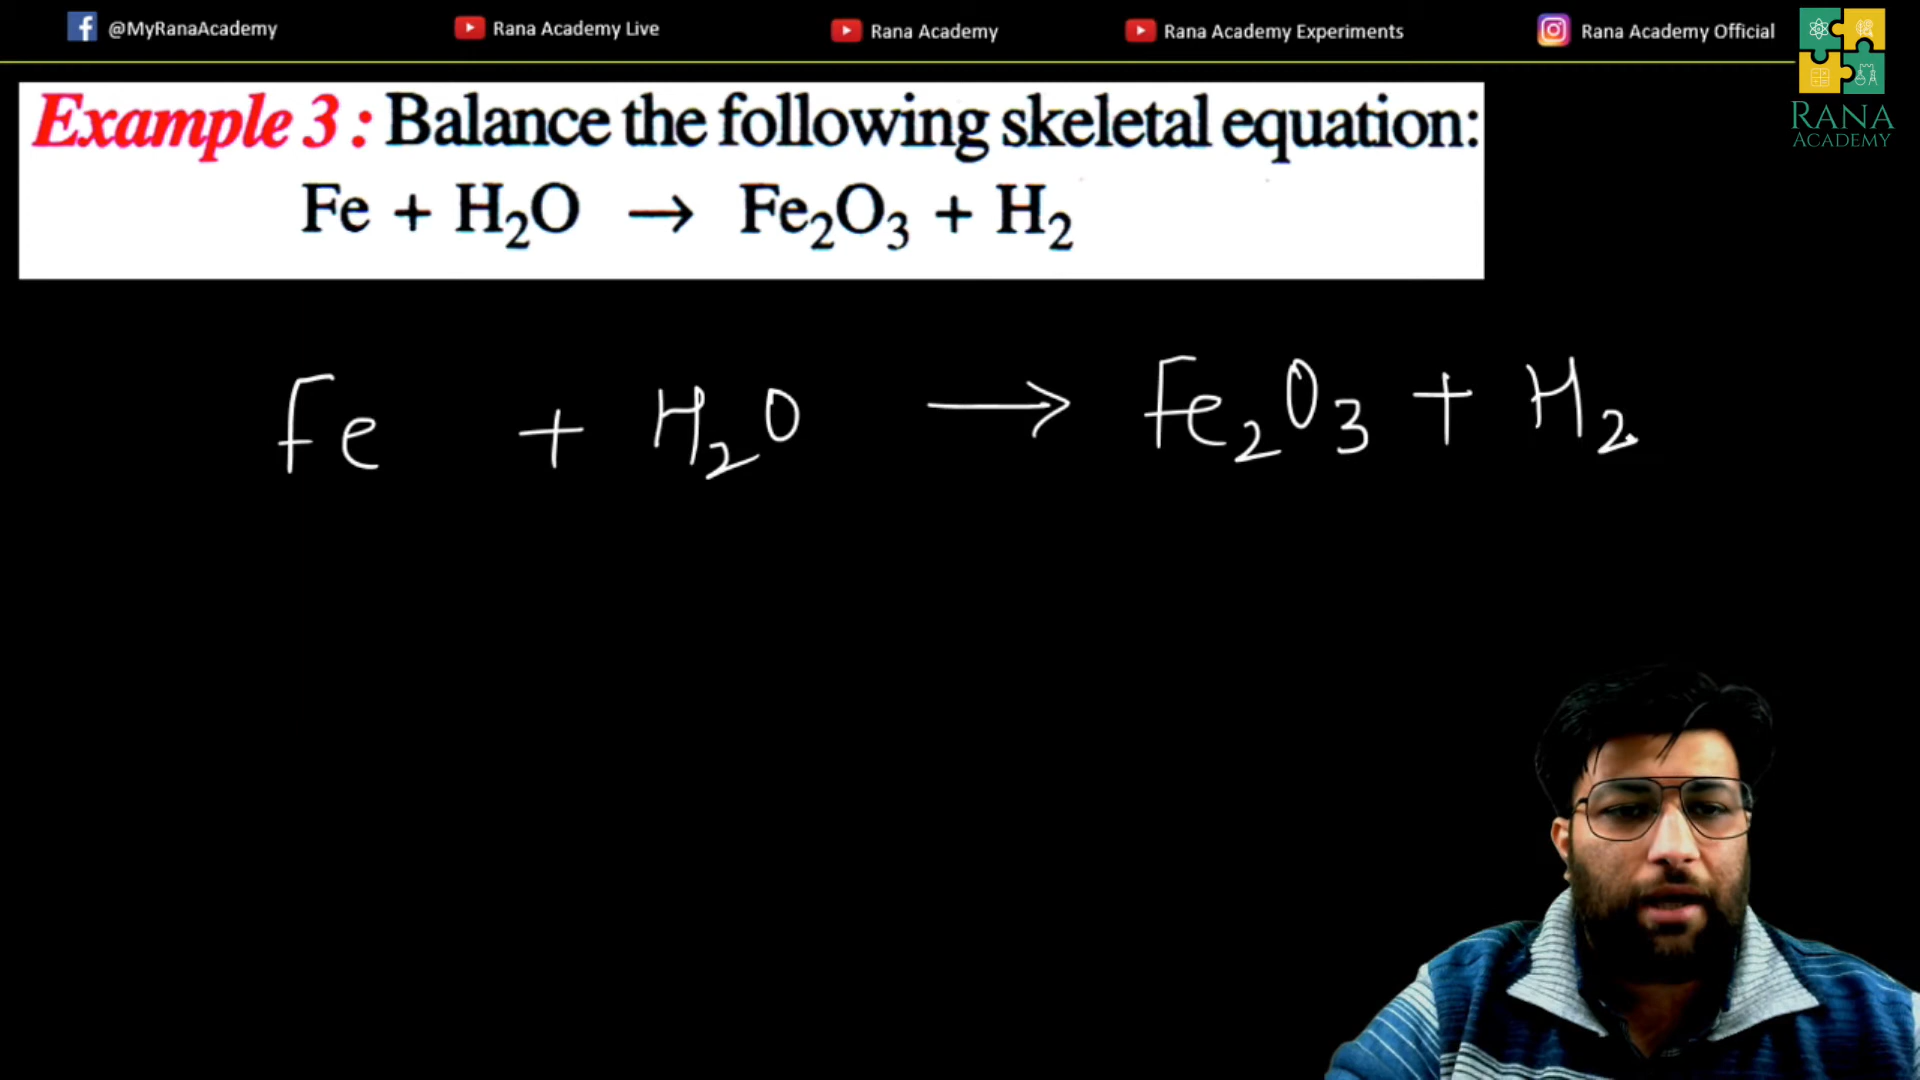 @MyRanaAcademy
Rana Academy Live
Rana Academy
Rana Academy Experiments
Rana Academy Official
RANA
ACADEMY
Example 3 : Balance the following skeletal equation:
Fe + H₂O → Fe₂O₃ + H₂
Fe + H₂O → Fe₂O₃ + H₂